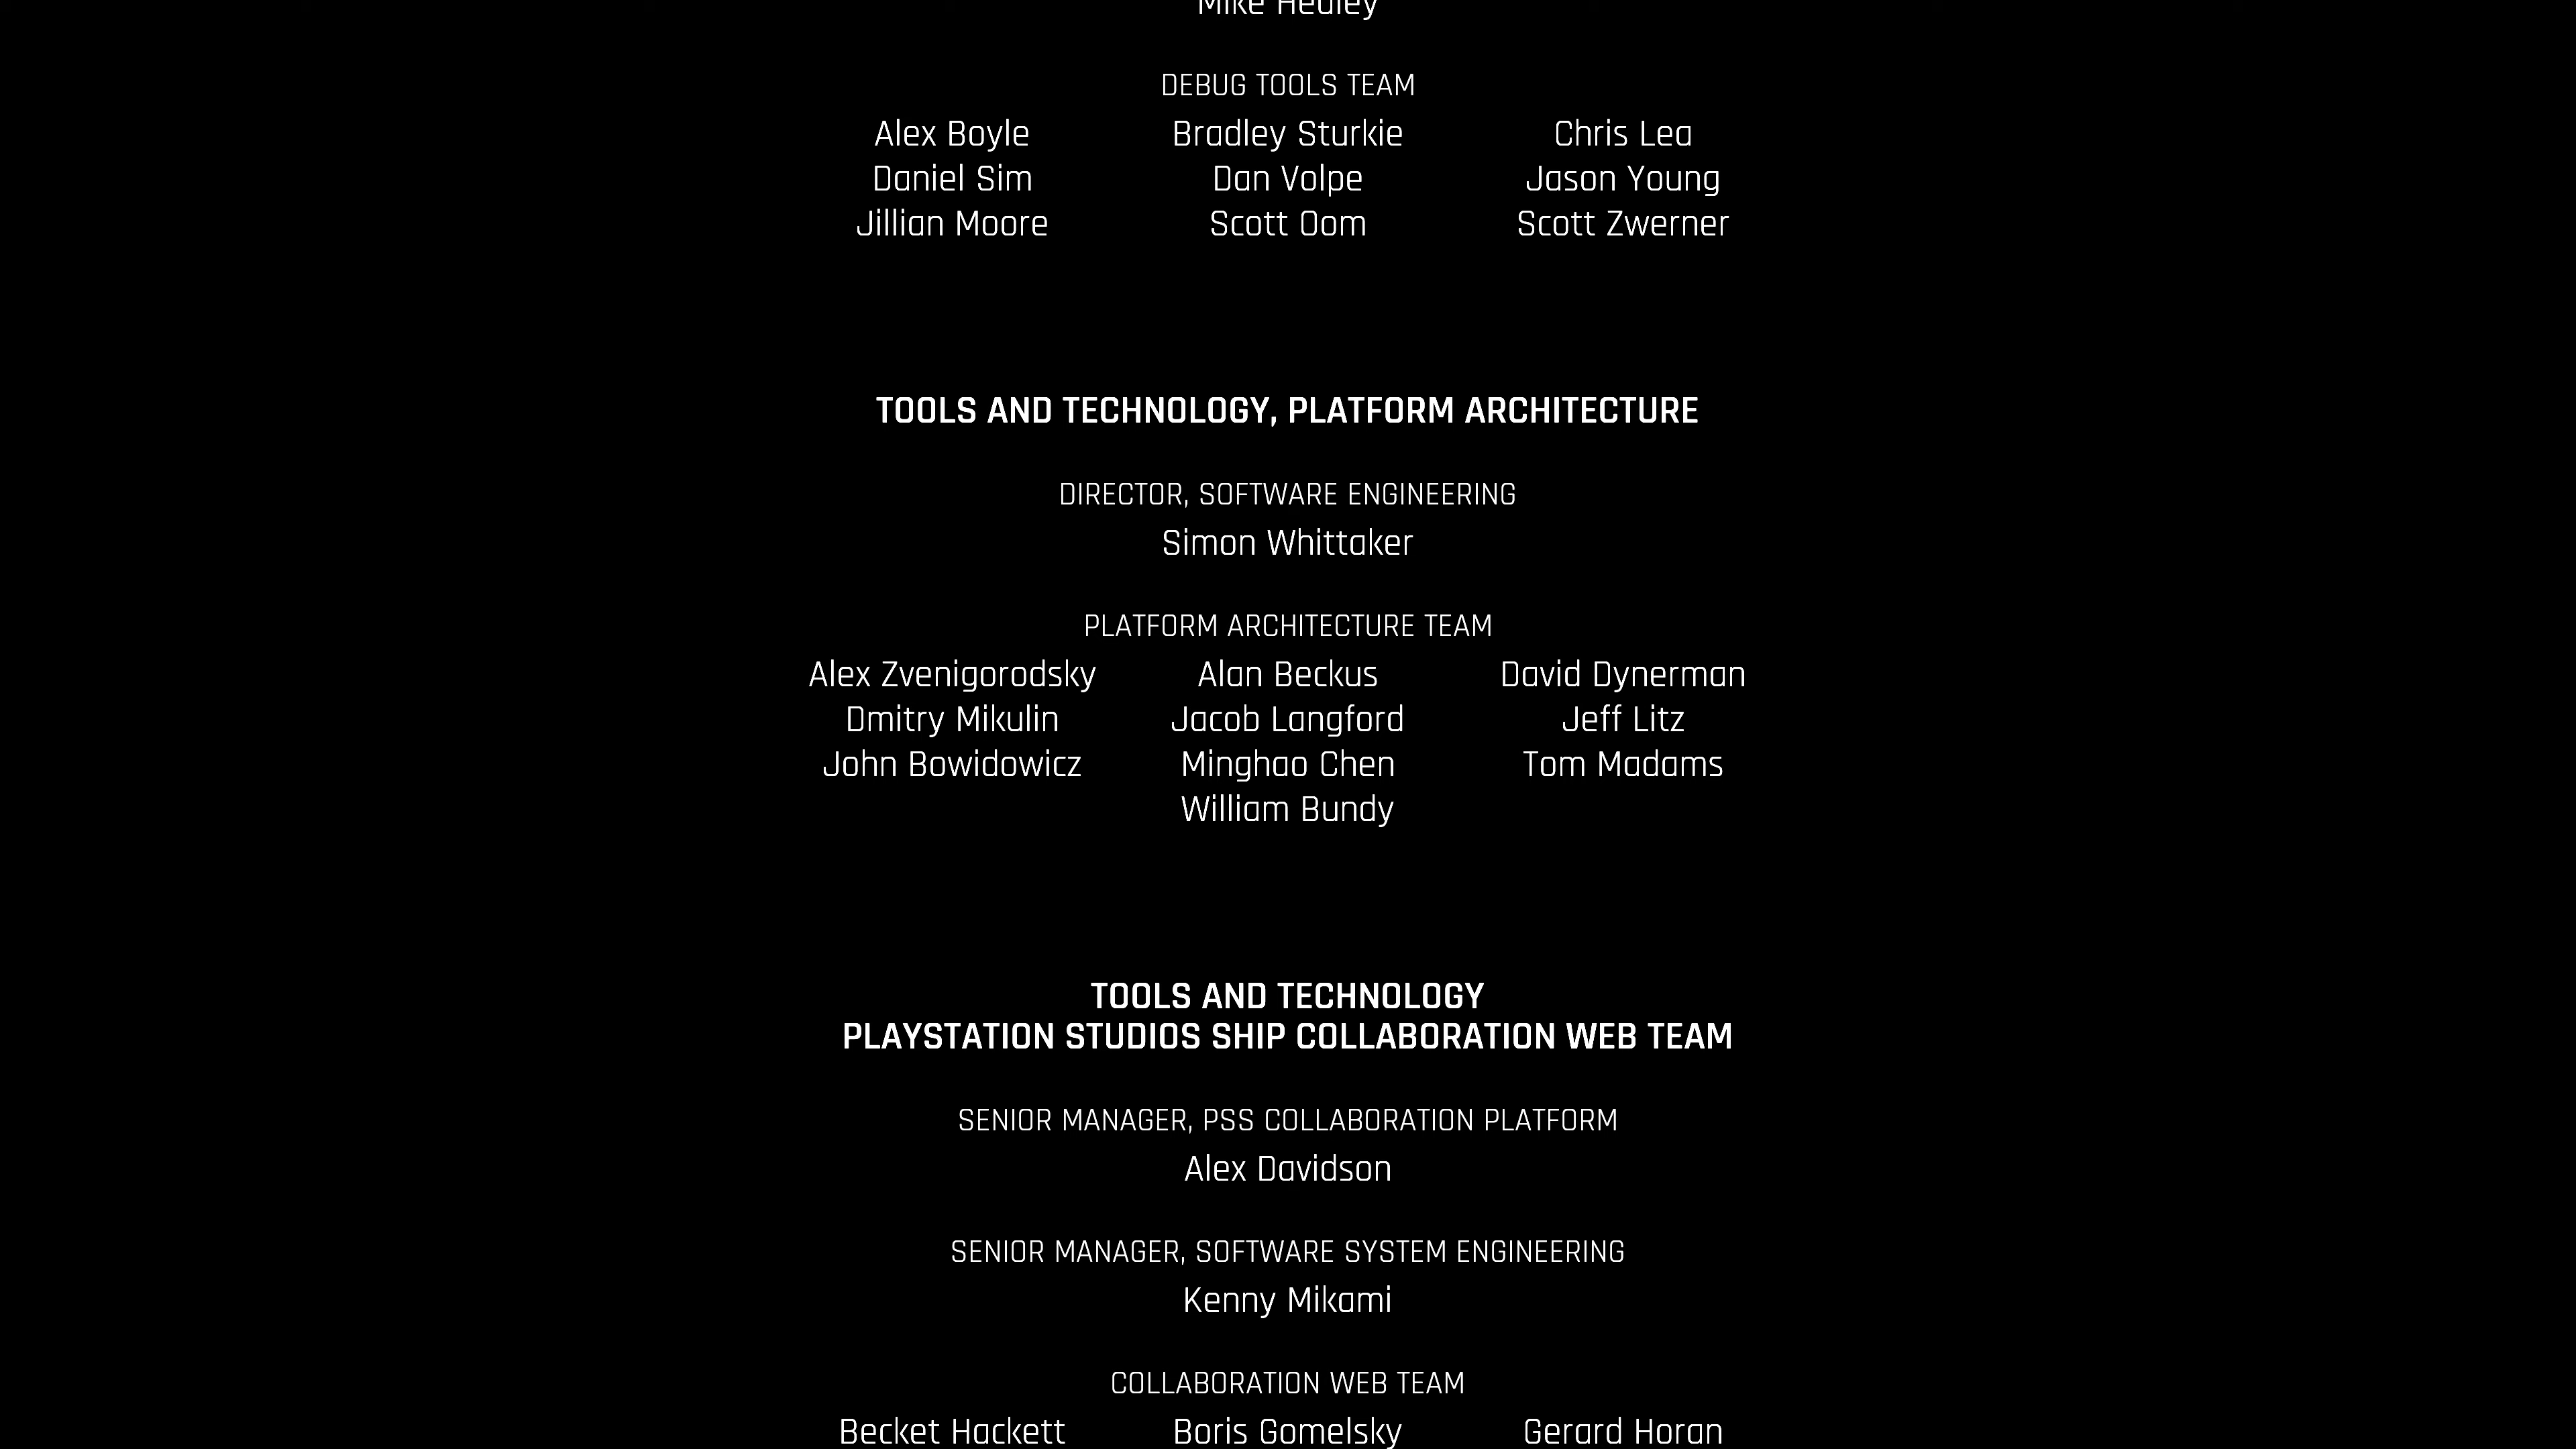 Mike Hedley
DEBUG TOOLS TEAM
Alex Boyle Bradley Sturkie Chris Lea
Daniel Sim Dan Volpe Jason Young
Jillian Moore Scott Oom Scott Zwerner
TOOLS AND TECHNOLOGY, PLATFORM ARCHITECTURE
DIRECTOR, SOFTWARE ENGINEERING
Simon Whittaker
PLATFORM ARCHITECTURE TEAM
Alex Zvenigorodsky Alan Beckus David Dynerman
Dmitry Mikulin Jacob Langford Jeff Litz
John Bowidowicz Minghao Chen Tom Madams
William Bundy
TOOLS AND TECHNOLOGY
PLAYSTATION STUDIOS SHIP COLLABORATION WEB TEAM
SENIOR MANAGER, PSS COLLABORATION PLATFORM
Alex Davidson
SENIOR MANAGER, SOFTWARE SYSTEM ENGINEERING
Kenny Mikami
COLLABORATION WEB TEAM
Becket Hackett Boris Gomelsky Gerard Horan